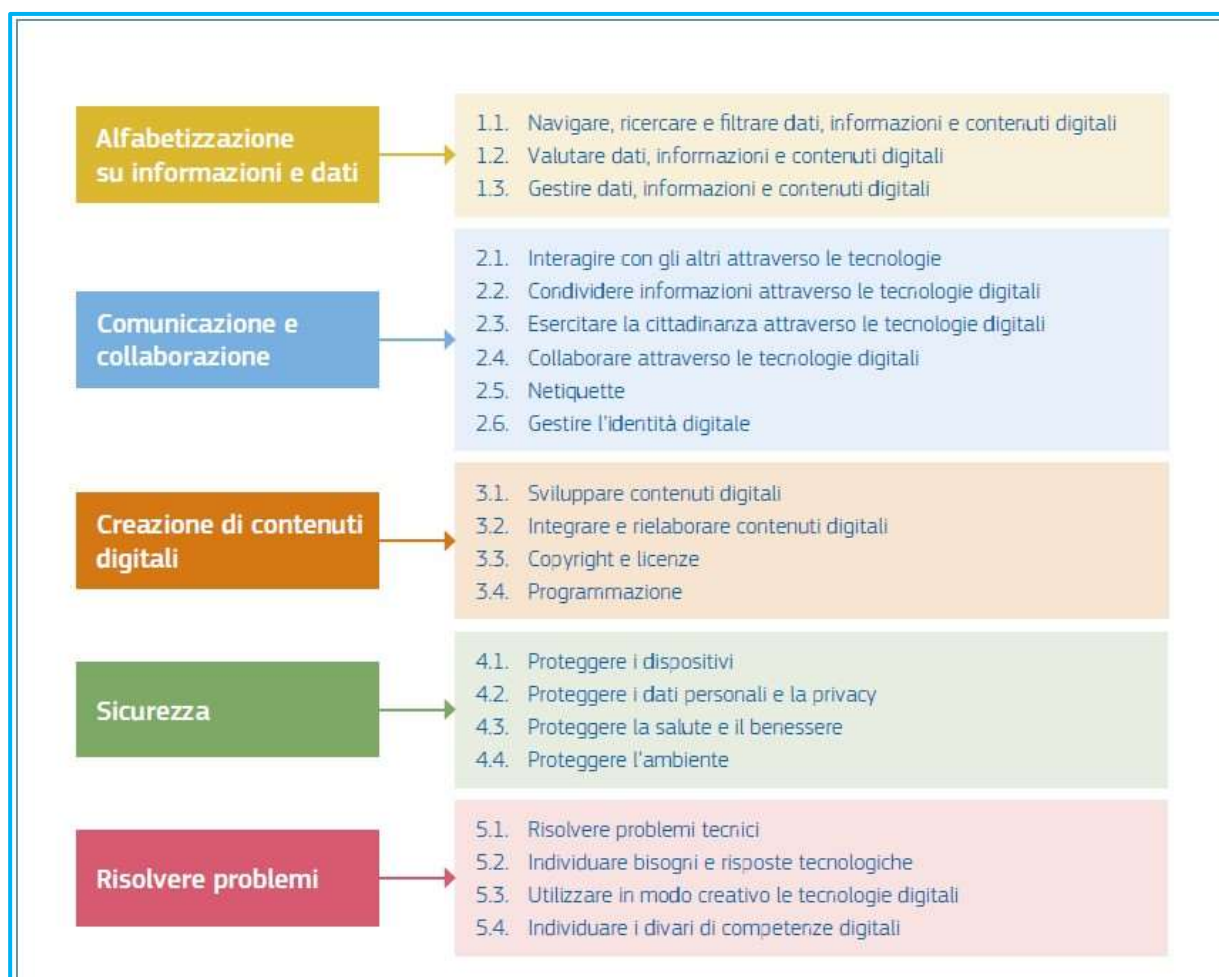 Alfabetizzazione
su informazioni e dati
1.1. Navigare, ricercare e filtrare dati, informazioni e contenuti digitali
1.2. Valutare dati, informazioni e contenuti digitali
1.3. Gestire dati, informazioni e contenuti digitali
Comunicazione e
collaborazione
2.1. Interagire con gli altri attraverso le tecnologie
2.2. Condividere informazioni attraverso le tecnologie digitali
2.3. Esercitare la cittadinanza attraverso le tecnologie digitali
2.4. Collaborare attraverso le tecnologie digitali
2.5. Netiquette
2.6. Gestire l'identità digitale
Creazione di contenuti
digitali
3.1. Sviluppare contenuti digitali
3.2. Integrare e rielaborare contenuti digitali
3.3. Copyright e licenze
3.4. Programmazione
Sicurezza
4.1. Proteggere i dispositivi
4.2. Proteggere i dati personali e la privacy
4.3. Proteggere la salute e il benessere
4.4. Proteggere l'ambiente
Risolvere problemi
5.1. Risolvere problemi tecnici
5.2. Individuare bisogni e risposte tecnologiche
5.3. Utilizzare in modo creativo le tecnologie digitali
5.4. Individuare i divari di competenze digitali